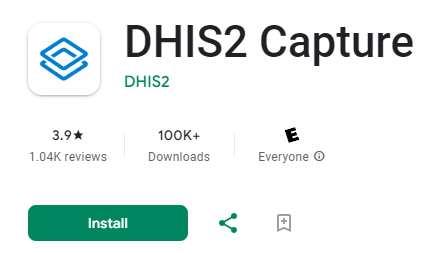 DHIS2 Capture
DHIS2
3.9★ 100K+ E
1.04K reviews Downloads Everyone
Install